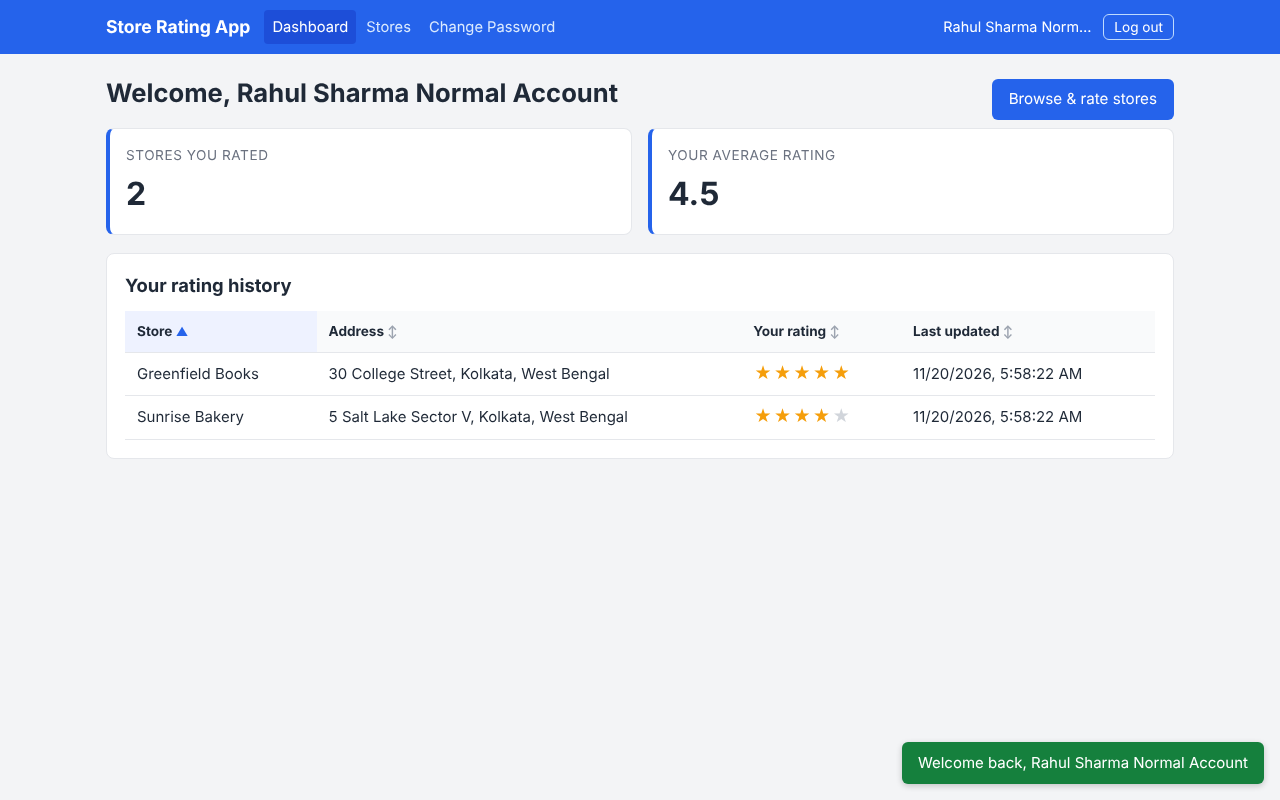 Store Rating App Dashboard Stores Change Password Rahul Sharma Norm... Log out
Welcome, Rahul Sharma Normal Account
Browse & rate stores
STORES YOU RATED
2
YOUR AVERAGE RATING
4.5
Your rating history
Store Address Your rating Last updated
Greenfield Books 30 College Street, Kolkata, West Bengal 11/20/2026, 5:58:22 AM
Sunrise Bakery 5 Salt Lake Sector V, Kolkata, West Bengal 11/20/2026, 5:58:22 AM
Welcome back, Rahul Sharma Normal Account